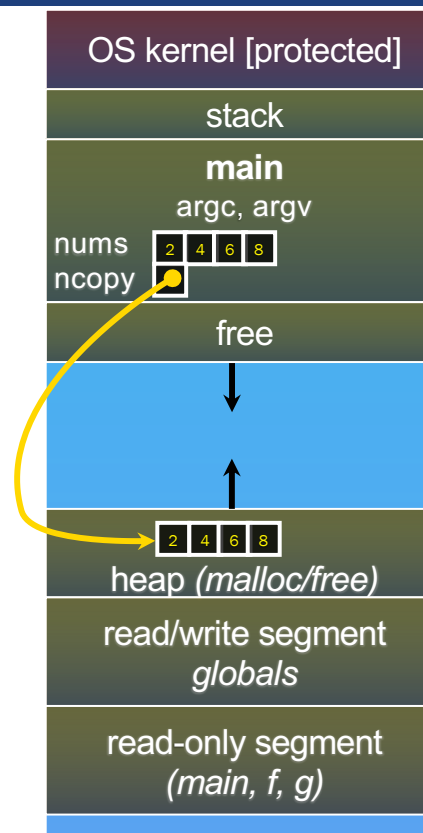 OS kernel [protected]
stack
main
argc, argv
nums 2 4 6 8
ncopy
free
2 4 6 8
heap (malloc/free)
read/write segment
globals
read-only segment
(main, f, g)